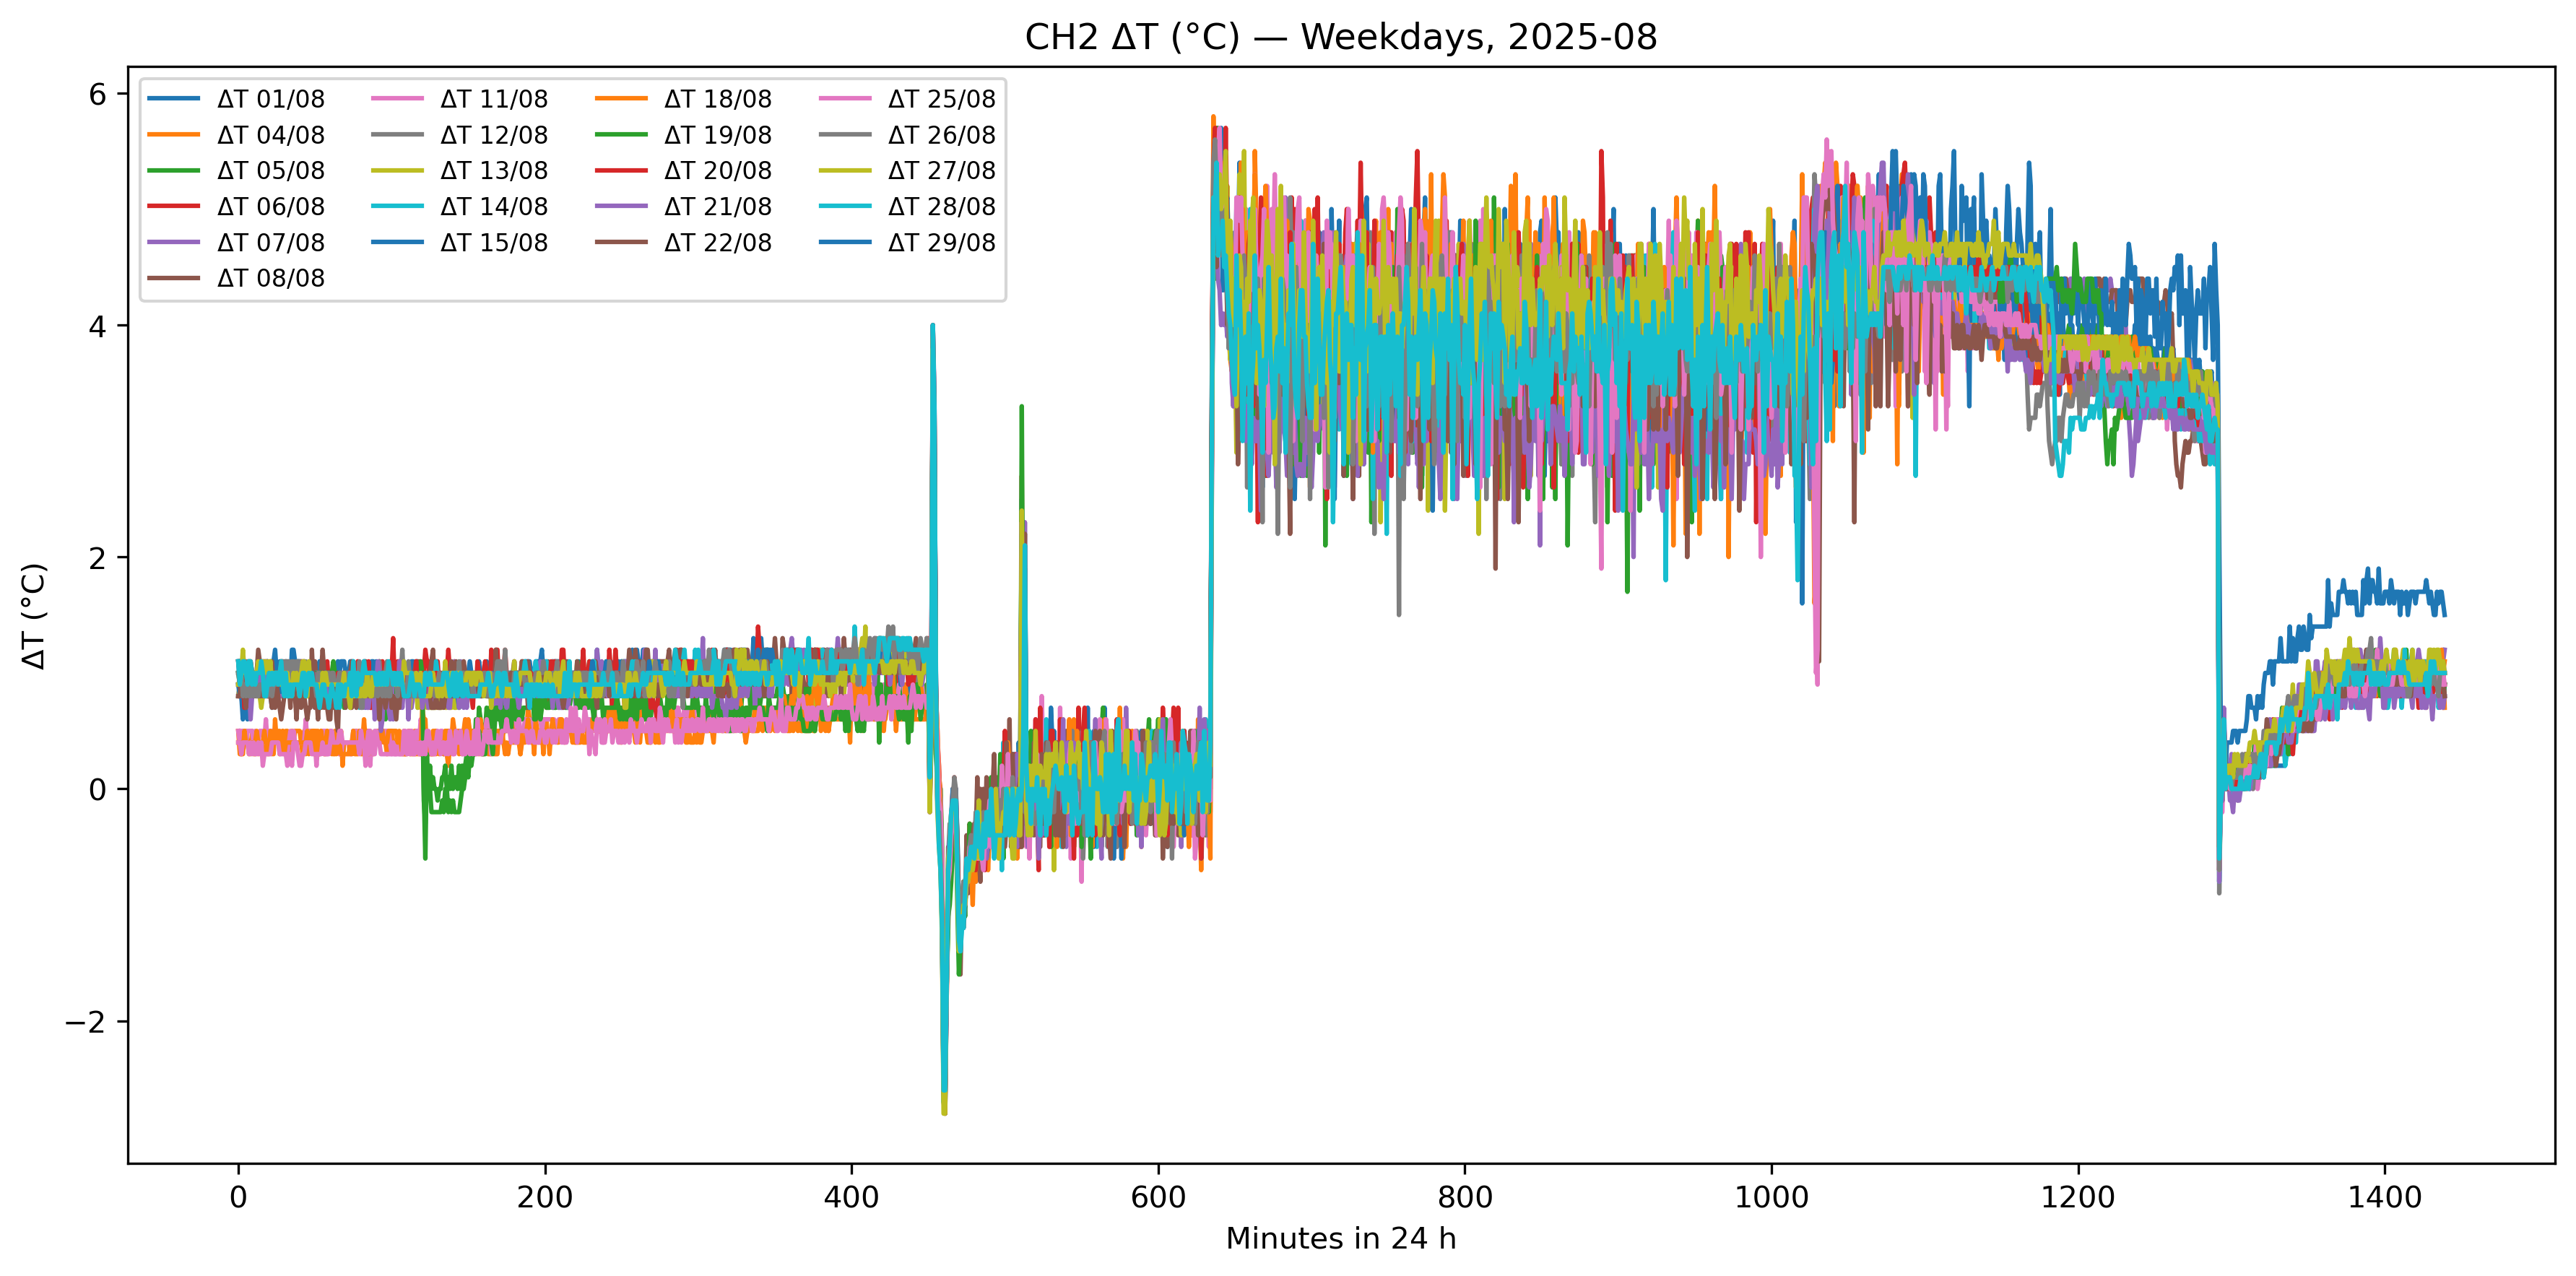 CH2 ΔT (°C) — Weekdays, 2025-08
ΔT (°C)
6
4
2
0
−2
ΔT 01/08
ΔT 04/08
ΔT 05/08
ΔT 06/08
ΔT 07/08
ΔT 08/08
ΔT 11/08
ΔT 12/08
ΔT 13/08
ΔT 14/08
ΔT 15/08
ΔT 18/08
ΔT 19/08
ΔT 20/08
ΔT 21/08
ΔT 22/08
ΔT 25/08
ΔT 26/08
ΔT 27/08
ΔT 28/08
ΔT 29/08
0 200 400 600 800 1000 1200 1400
Minutes in 24 h